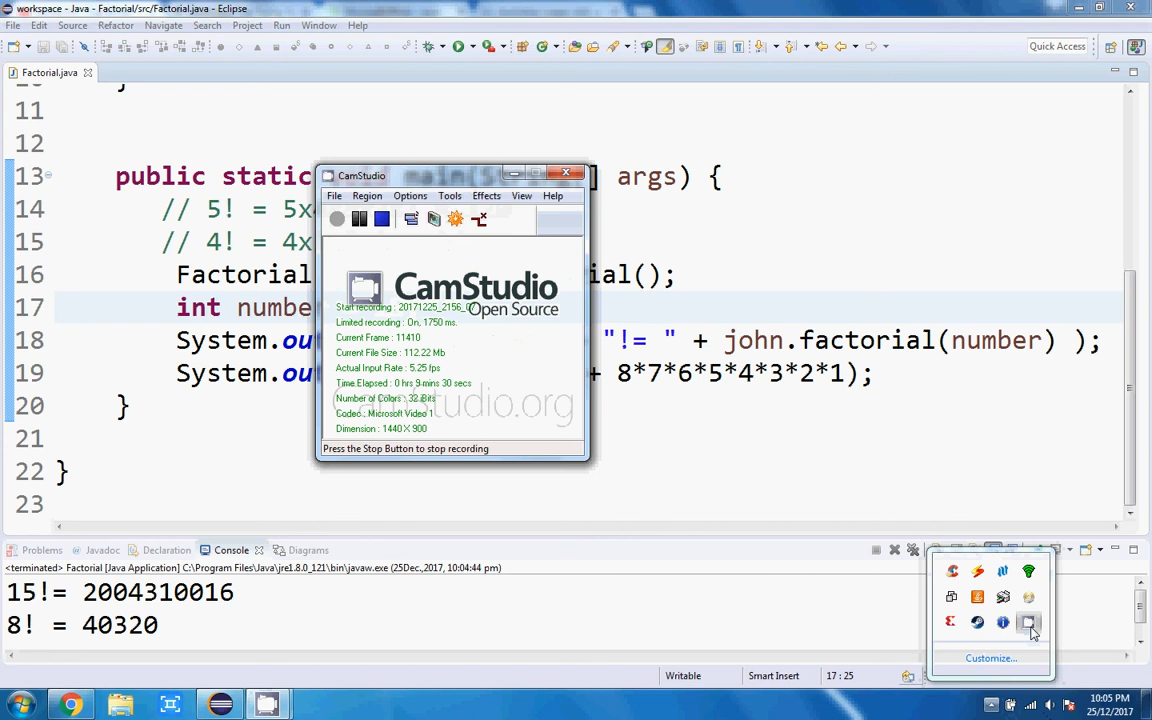 workspace - Java - Factorial/src/Factorial.java - Eclipse
File Edit Source Refactor Navigate Search Project Run Window Help
Quick Access
Factorial.java
11
12
13 public static main(String[] args) {
14 // 5! = 5x
15 // 4! = 4x
16 Factorial ial();
17 int number
18 System.ou "!= " + john.factorial(number) );
19 System.ou + 8*7*6*5*4*3*2*1);
20 }
21
22 }
23
CamStudio
File Region Options Tools Effects View Help
CamStudio
Open Source
Start recording : 20171225_2156_
Limited recording : On, 1750 ms.
Current Frame : 11410
Current File Size : 112.22 Mb
Actual Input Rate : 5.25 fps
Time Elapsed : 0 hrs 9 mins 30 secs
Number of Colors : 32 Bits
Codec : Microsoft Video 1
Dimension : 1440 X 900
CamStudio.org
Press the Stop Button to stop recording
Problems @ Javadoc Declaration Console Diagrams
<terminated> Factorial [Java Application] C:\Program Files\Java\jre1.8.0_121\bin\javaw.exe (25Dec.,2017, 10:04:44 pm)
15!= 2004310016
8! = 40320
Customize...
Writable Smart Insert 17 : 25
10:05 PM
25/12/2017